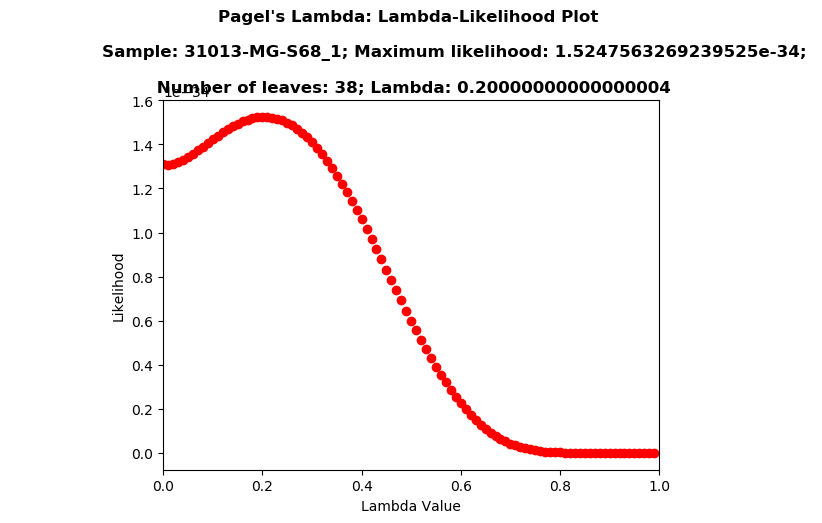 Pagel's Lambda: Lambda-Likelihood Plot
Sample: 31013-MG-S68_1; Maximum likelihood: 1.5247563269239525e-34;
Number of leaves: 38; Lambda: 0.20000000000000004
1e−34
1.6
1.4
1.2
1.0
0.8
0.6
0.4
0.2
0.0
Likelihood
0.0 0.2 0.4 0.6 0.8 1.0
Lambda Value